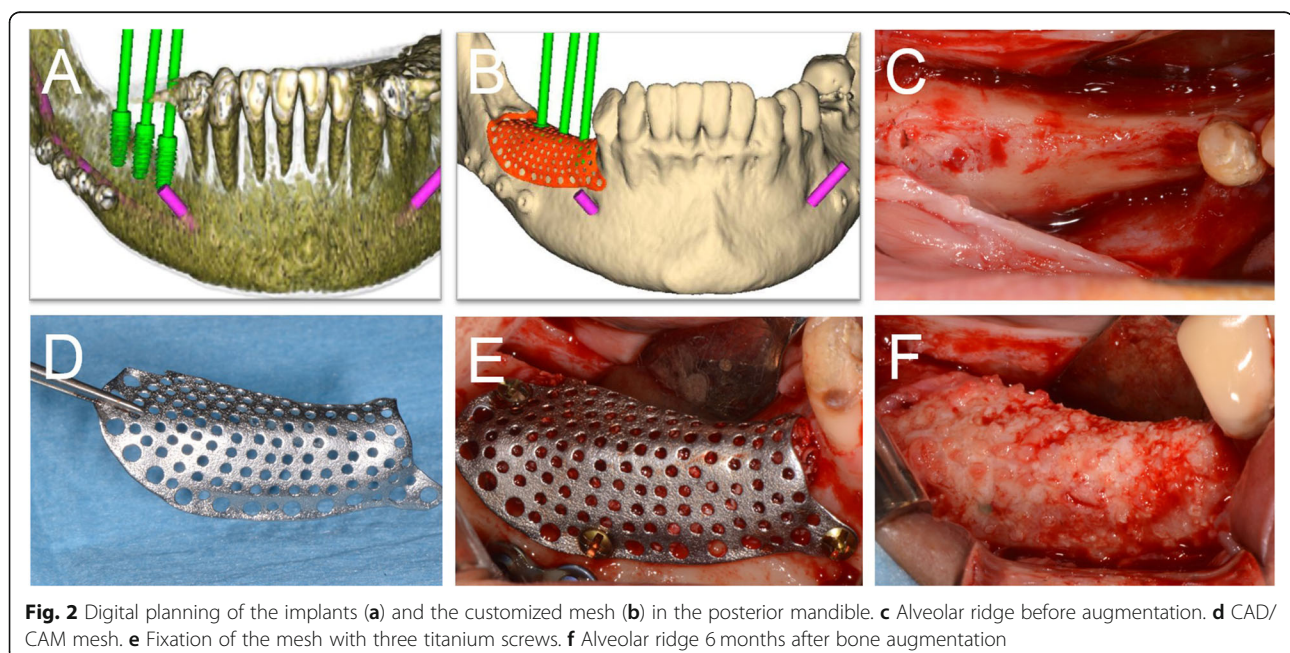 A
B
C
D
E
F
Fig. 2 Digital planning of the implants (a) and the customized mesh (b) in the posterior mandible. c Alveolar ridge before augmentation. d CAD/
CAM mesh. e Fixation of the mesh with three titanium screws. f Alveolar ridge 6 months after bone augmentation